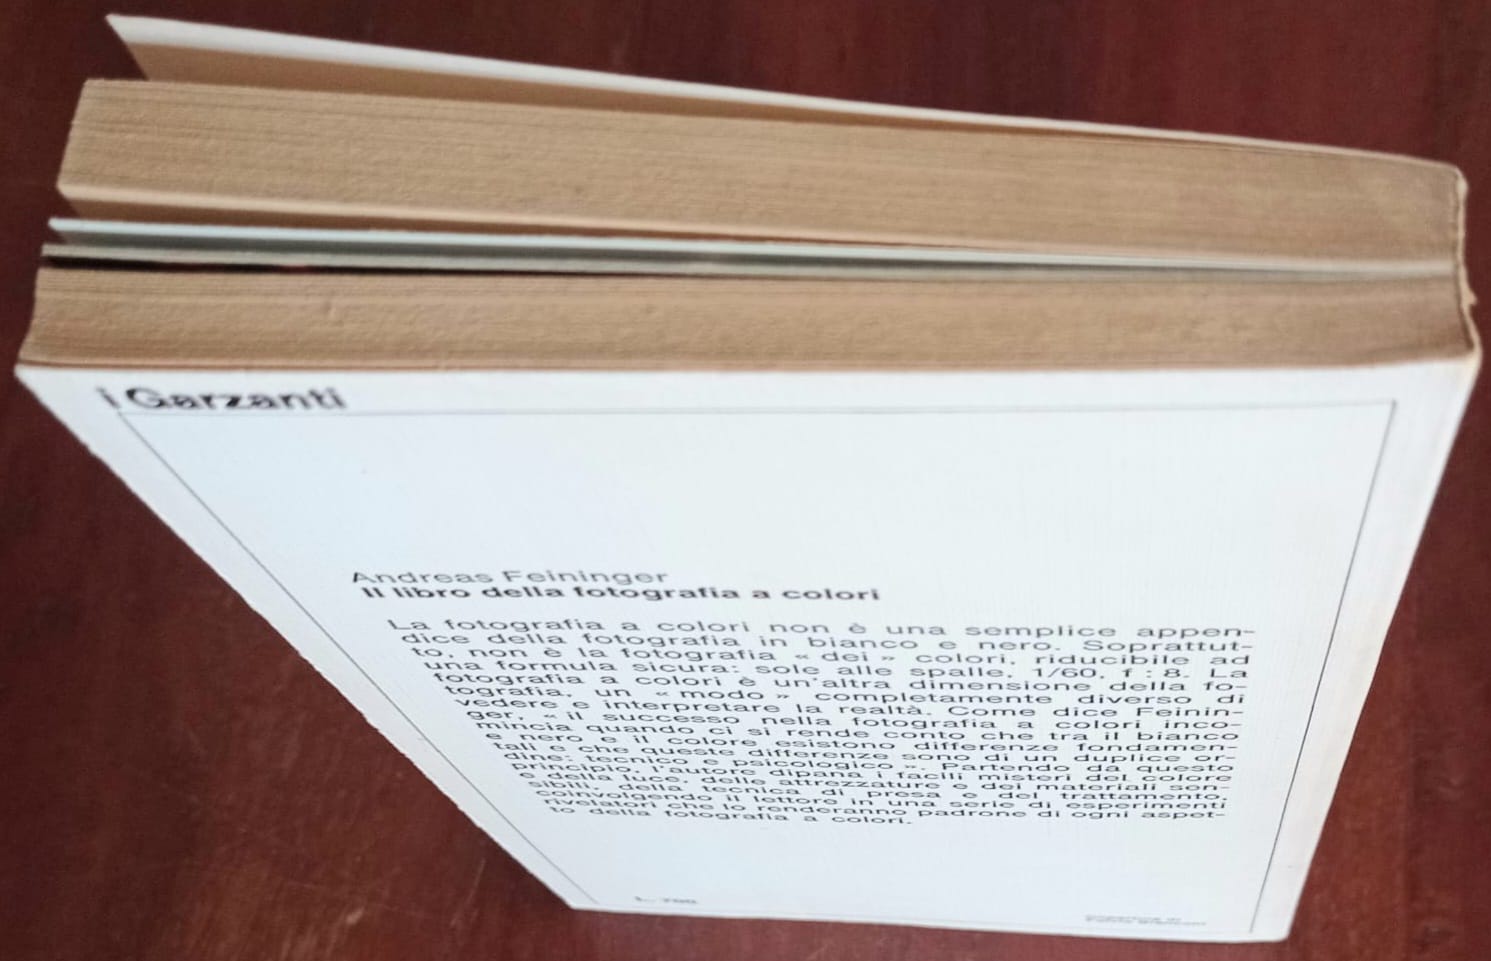 i Garzanti
Andreas Feininger
Il libro della fotografia a colori
La fotografia a colori non è una semplice appen-
dice della fotografia in bianco e nero. Soprattut-
to, non è la fotografia « dei » colori, riducibile ad
una formula sicura: sole alle spalle, 1/60, f : 8. La
fotografia a colori è un'altra dimensione della fo-
tografia, un « modo » completamente diverso di
vedere e interpretare la realtà. Come dice Feinin-
ger, « il successo nella fotografia a colori inco-
mincia quando ci si rende conto che tra il bianco
e nero e il colore esistono differenze fondamen-
tali e che queste differenze sono di un duplice or-
dine: tecnico e psicologico ». Partendo da questo
principio, l'autore dipana i facili misteri del colore
e della luce, delle attrezzature e dei materiali sen-
sibili, della tecnica di presa e del trattamento,
coinvolgendo il lettore in una serie di esperimenti
rivelatori che lo renderanno padrone di ogni aspet-
to della fotografia a colori.
L. 700